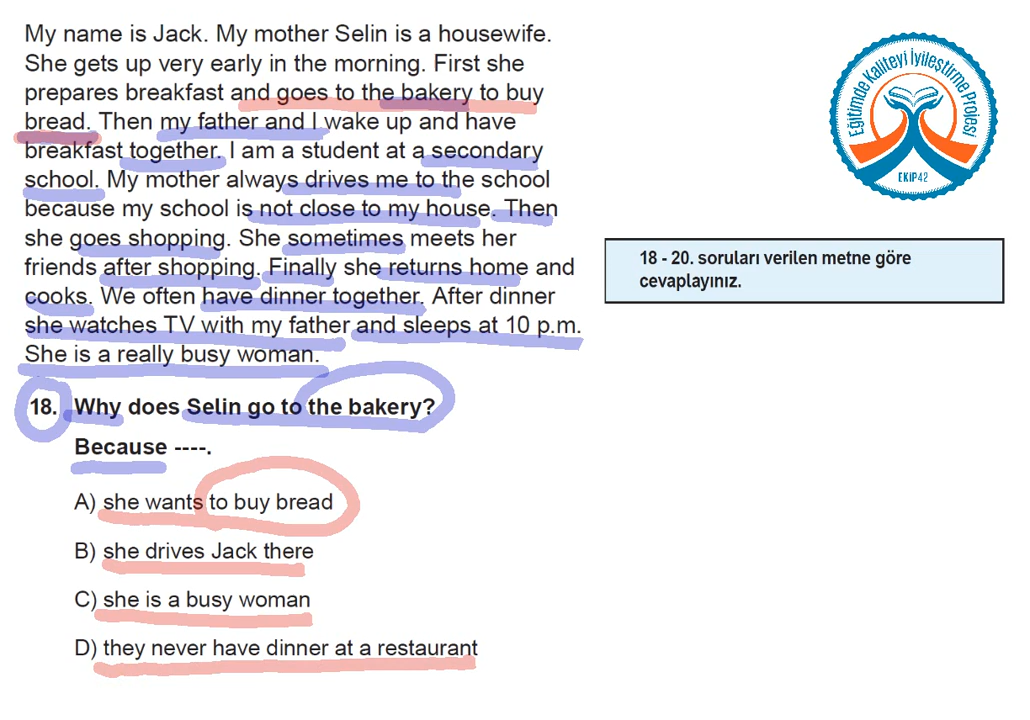 My name is Jack. My mother Selin is a housewife.
She gets up very early in the morning. First she
prepares breakfast and goes to the bakery to buy
bread. Then my father and I wake up and have
breakfast together. I am a student at a secondary
school. My mother always drives me to the school
because my school is not close to my house. Then
she goes shopping. She sometimes meets her
friends after shopping. Finally she returns home and
cooks. We often have dinner together. After dinner
she watches TV with my father and sleeps at 10 p.m.
She is a really busy woman.
18. Why does Selin go to the bakery?
Because ----.
A) she wants to buy bread
B) she drives Jack there
C) she is a busy woman
D) they never have dinner at a restaurant
Eğitimde Kaliteyi İyileştirme Projesi
EKIP42
18 - 20. soruları verilen metne göre
cevaplayınız.